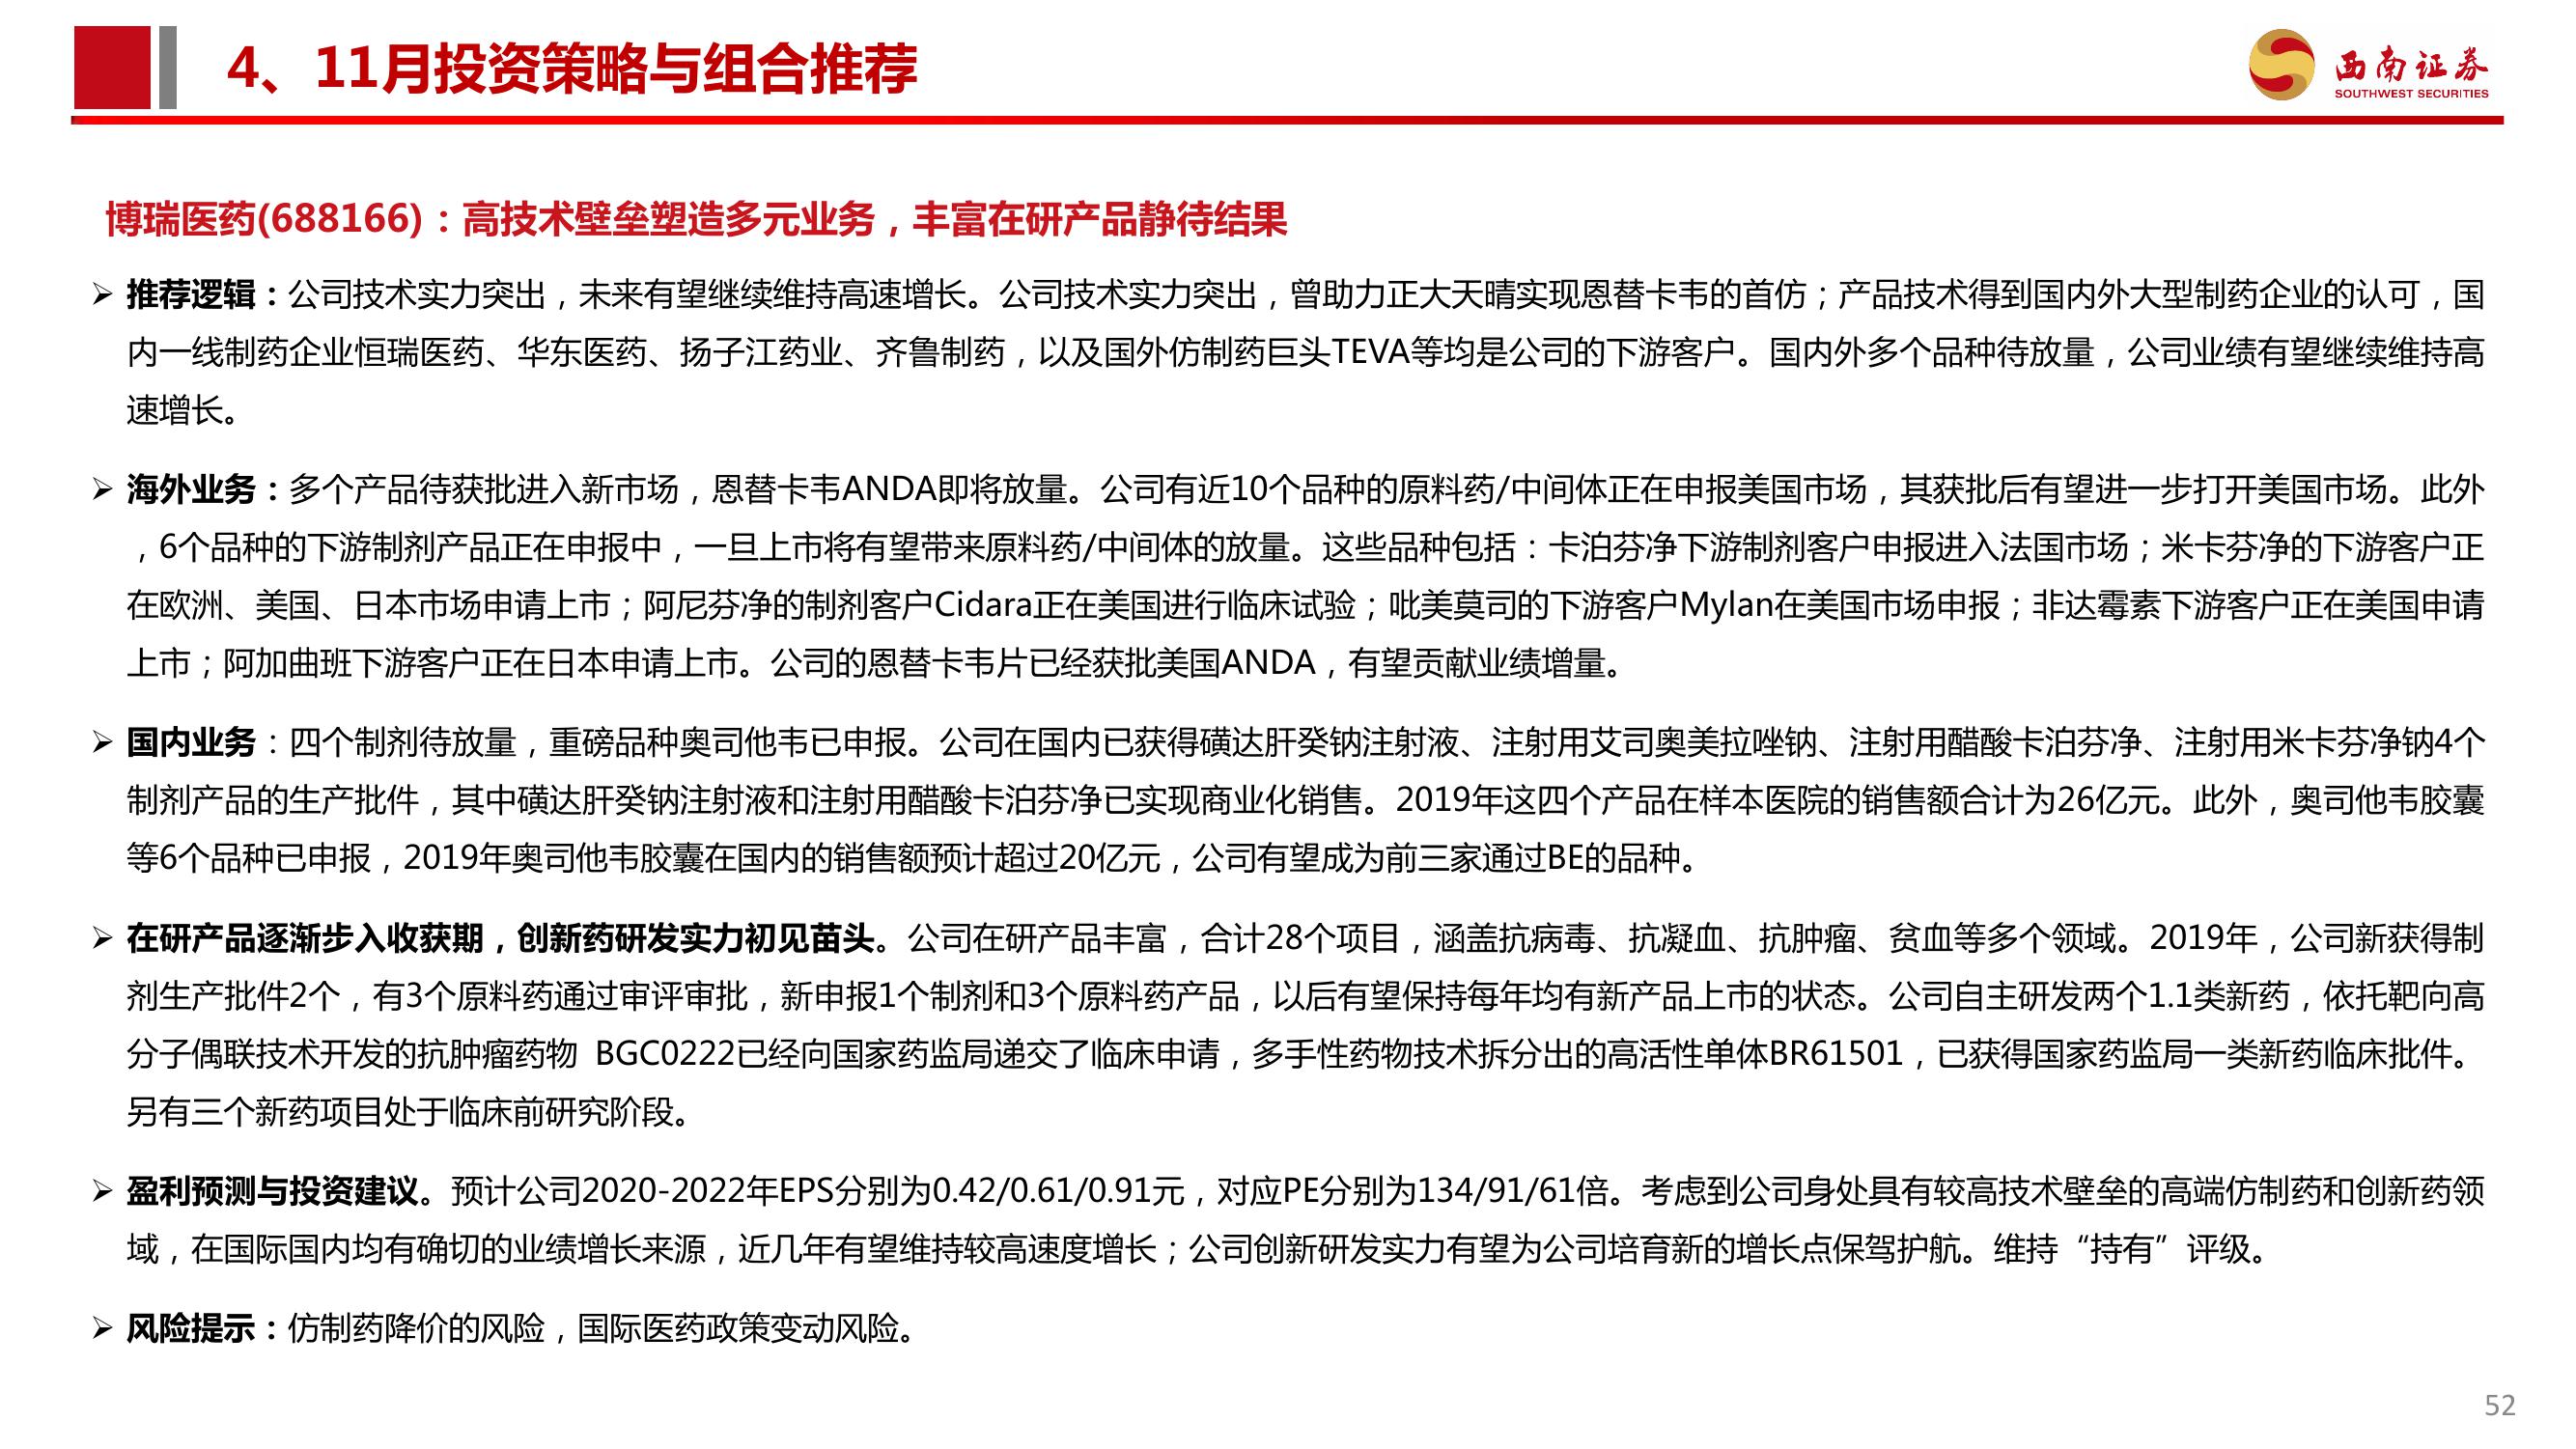 4、11月投资策略与组合推荐
西南证券
SOUTHWEST SECURITIES
博瑞医药(688166)：高技术壁垒塑造多元业务，丰富在研产品静待结果
➢ 推荐逻辑：公司技术实力突出，未来有望继续维持高速增长。公司技术实力突出，曾助力正大天晴实现恩替卡韦的首仿；产品技术得到国内外大型制药企业的认可，国
内一线制药企业恒瑞医药、华东医药、扬子江药业、齐鲁制药，以及国外仿制药巨头TEVA等均是公司的下游客户。国内外多个品种待放量，公司业绩有望继续维持高
速增长。
➢ 海外业务：多个产品待获批进入新市场，恩替卡韦ANDA即将放量。公司有近10个品种的原料药/中间体正在申报美国市场，其获批后有望进一步打开美国市场。此外
，6个品种的下游制剂产品正在申报中，一旦上市将有望带来原料药/中间体的放量。这些品种包括：卡泊芬净下游制剂客户申报进入法国市场；米卡芬净的下游客户正
在欧洲、美国、日本市场申请上市；阿尼芬净的制剂客户Cidara正在美国进行临床试验；吡美莫司的下游客户Mylan在美国市场申报；非达霉素下游客户正在美国申请
上市；阿加曲班下游客户正在日本申请上市。公司的恩替卡韦片已经获批美国ANDA，有望贡献业绩增量。
➢ 国内业务：四个制剂待放量，重磅品种奥司他韦已申报。公司在国内已获得磺达肝癸钠注射液、注射用艾司奥美拉唑钠、注射用醋酸卡泊芬净、注射用米卡芬净钠4个
制剂产品的生产批件，其中磺达肝癸钠注射液和注射用醋酸卡泊芬净已实现商业化销售。2019年这四个产品在样本医院的销售额合计为26亿元。此外，奥司他韦胶囊
等6个品种已申报，2019年奥司他韦胶囊在国内的销售额预计超过20亿元，公司有望成为前三家通过BE的品种。
➢ 在研产品逐渐步入收获期，创新药研发实力初见苗头。公司在研产品丰富，合计28个项目，涵盖抗病毒、抗凝血、抗肿瘤、贫血等多个领域。2019年，公司新获得制
剂生产批件2个，有3个原料药通过审评审批，新申报1个制剂和3个原料药产品，以后有望保持每年均有新产品上市的状态。公司自主研发两个1.1类新药，依托靶向高
分子偶联技术开发的抗肿瘤药物 BGC0222已经向国家药监局递交了临床申请，多手性药物技术拆分出的高活性单体BR61501，已获得国家药监局一类新药临床批件。
另有三个新药项目处于临床前研究阶段。
➢ 盈利预测与投资建议。预计公司2020-2022年EPS分别为0.42/0.61/0.91元，对应PE分别为134/91/61倍。考虑到公司身处具有较高技术壁垒的高端仿制药和创新药领
域，在国际国内均有确切的业绩增长来源，近几年有望维持较高速度增长；公司创新研发实力有望为公司培育新的增长点保驾护航。维持“持有”评级。
➢ 风险提示：仿制药降价的风险，国际医药政策变动风险。
52